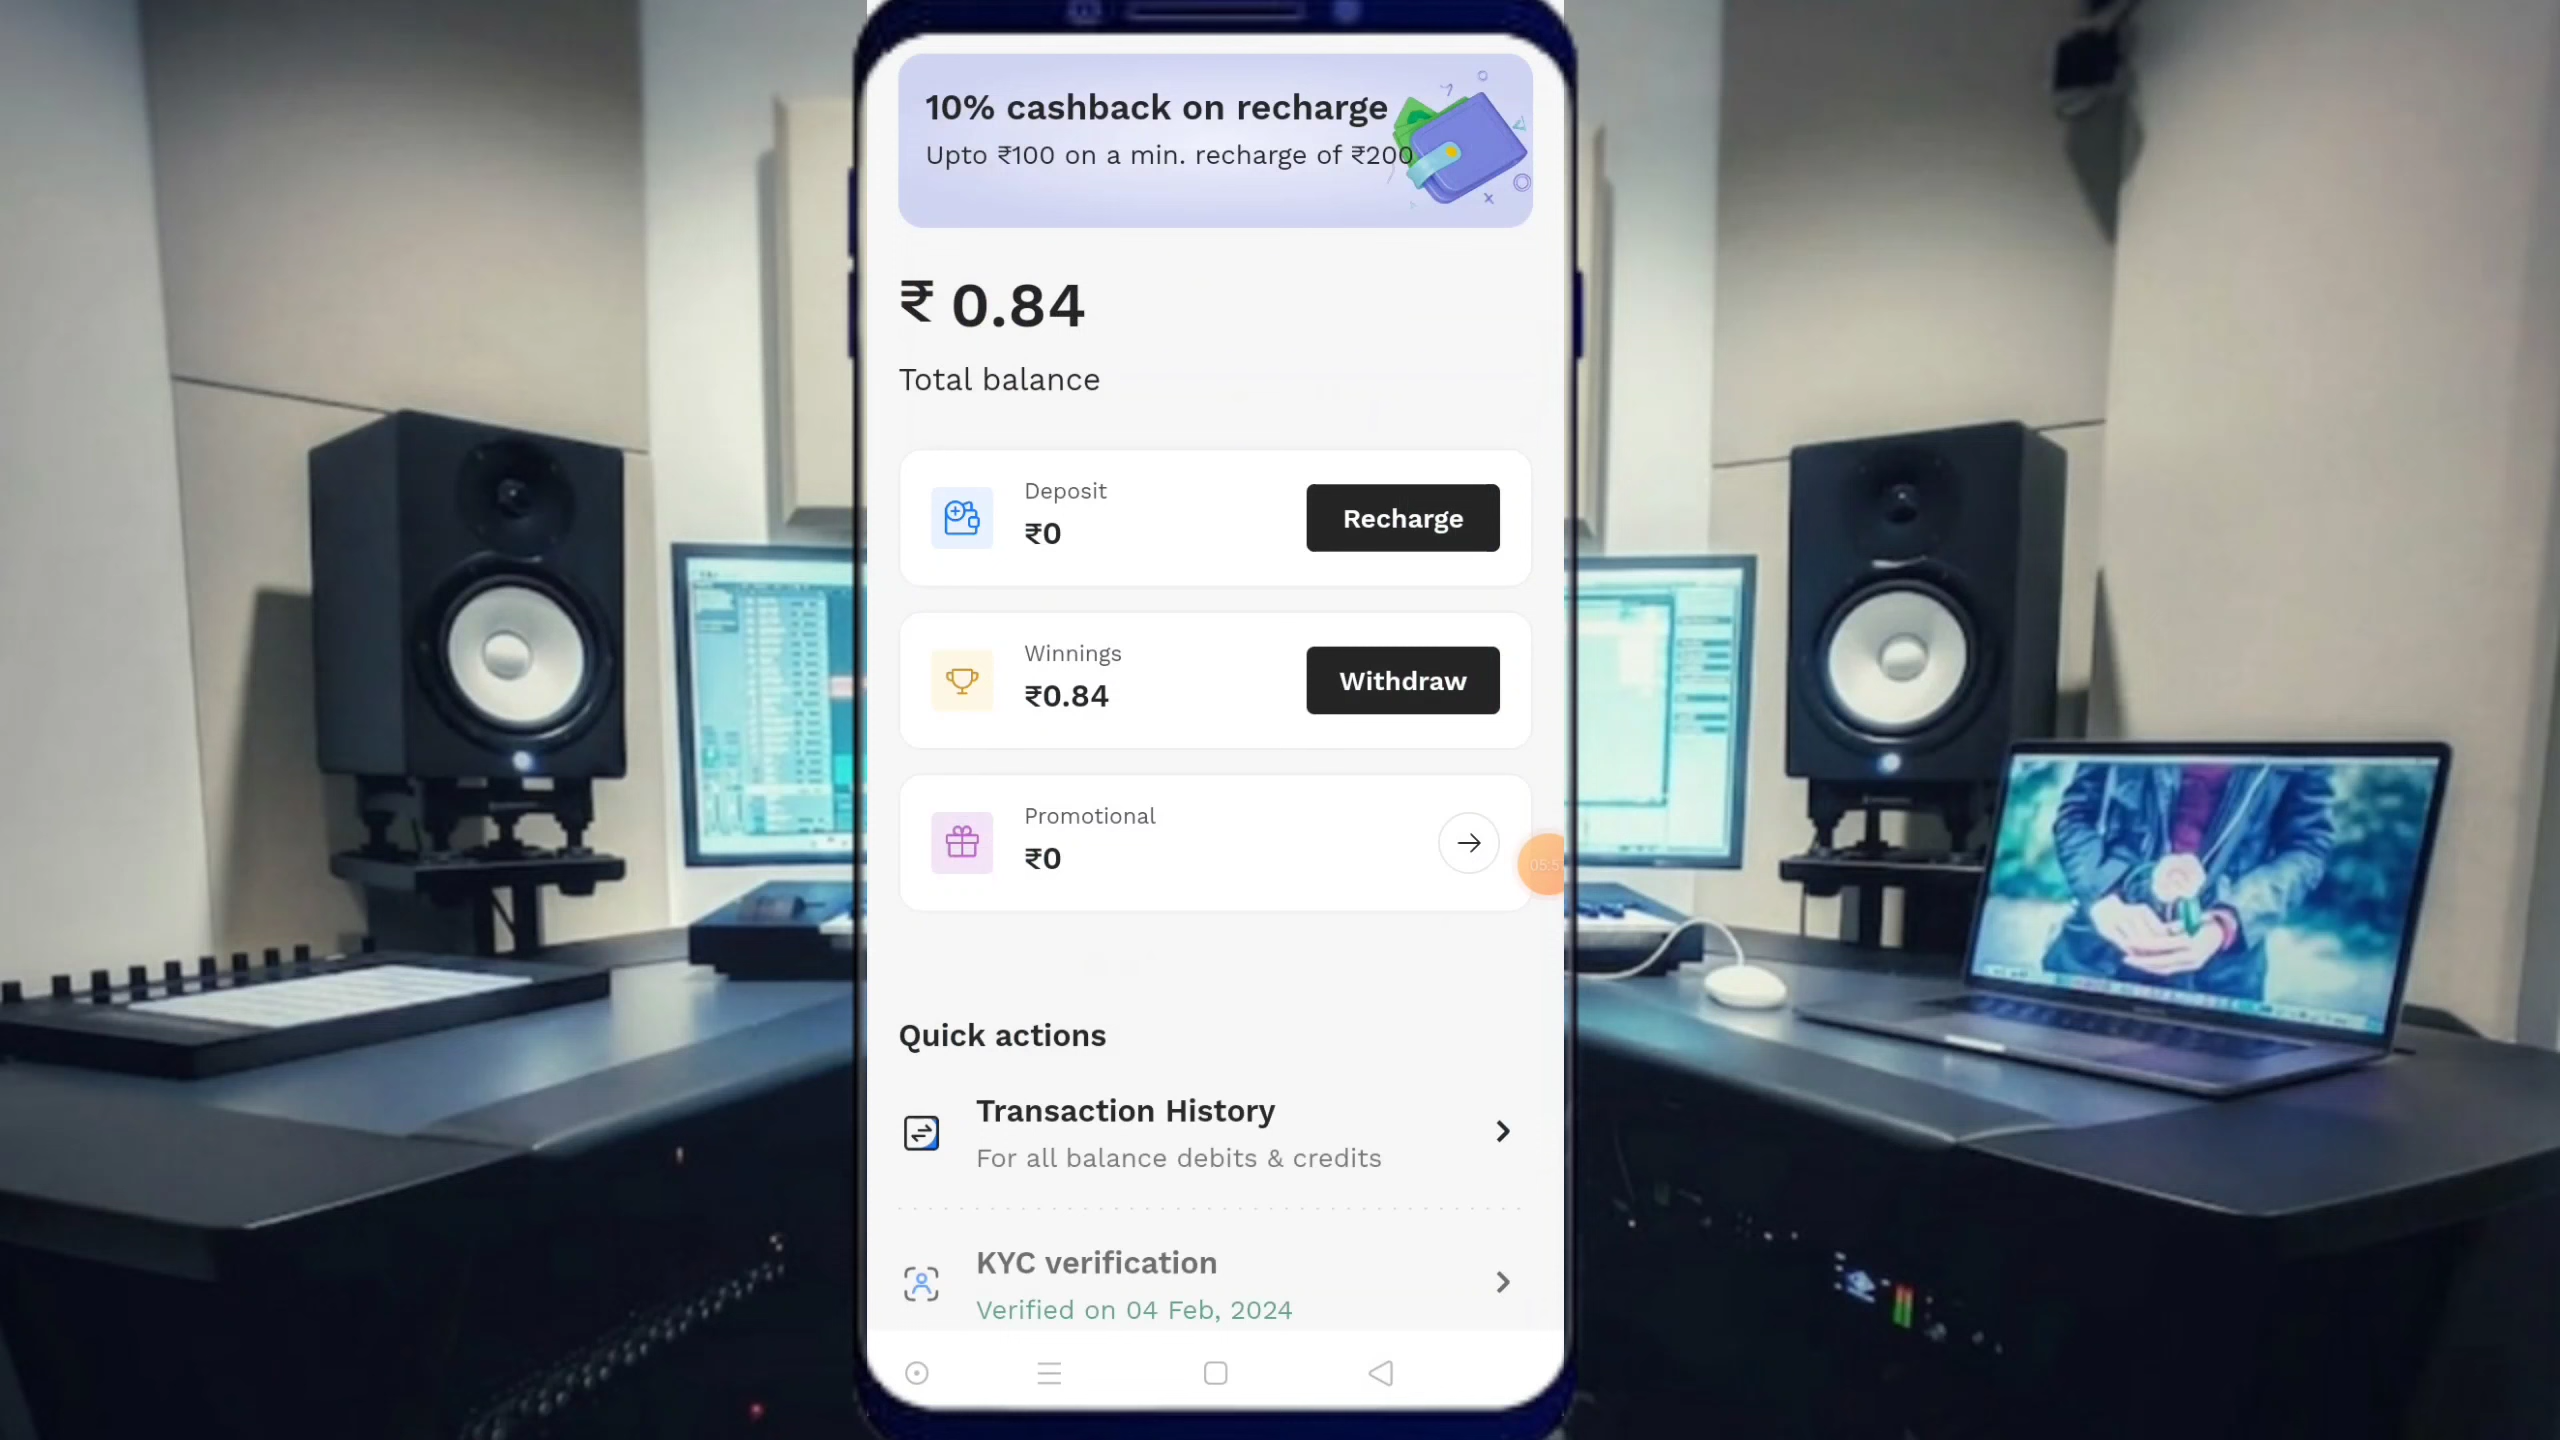 10% cashback on recharge
Upto ₹100 on a min. recharge of ₹200
₹ 0.84
Total balance
Deposit
₹0
Recharge
Winnings
₹0.84
Withdraw
Promotional
₹0
Quick actions
Transaction History
For all balance debits & credits
KYC verification
Verified on 04 Feb, 2024